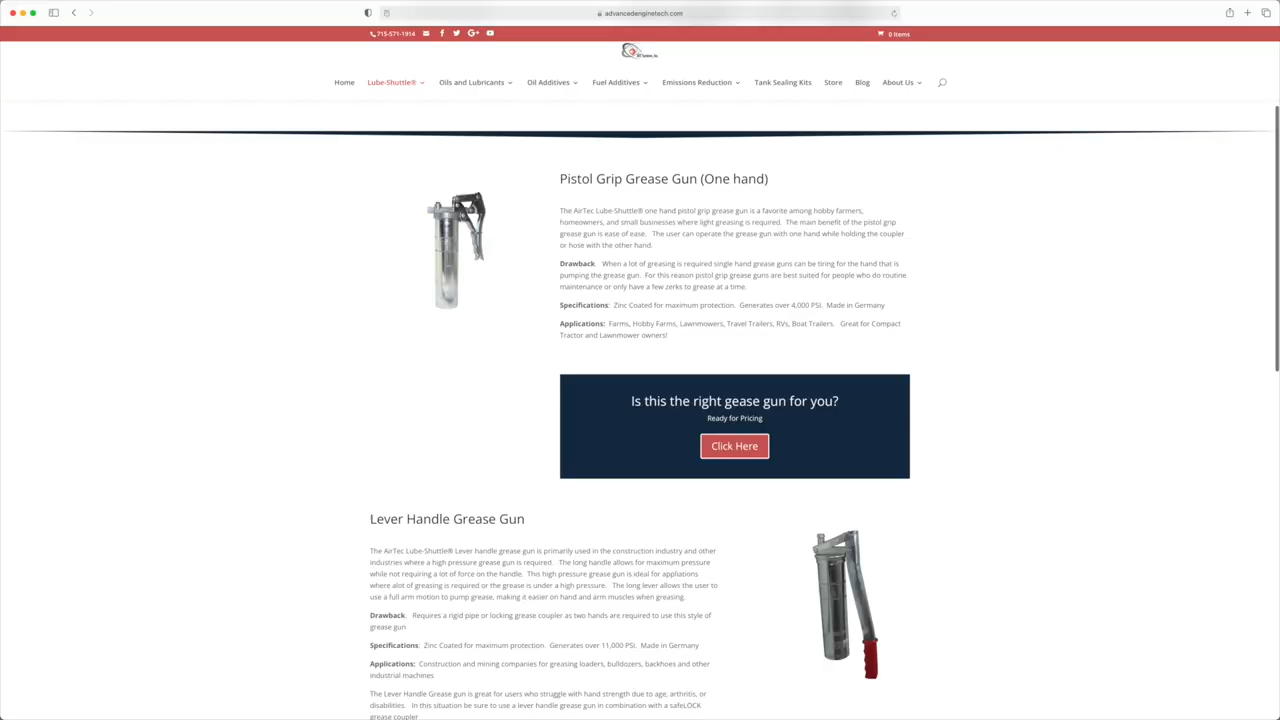 advancedenginetech.com
715-571-1914
0 Items
Home Lube-Shuttle® Oils and Lubricants Oil Additives Fuel Additives Emissions Reduction Tank Sealing Kits Store Blog About Us
Pistol Grip Grease Gun (One hand)
The AirTec Lube-Shuttle® one hand pistol grip grease gun is a favorite among hobby farmers,
homeowners, and small businesses where light greasing is required. The main benefit of the pistol grip
grease gun is ease of ease. The user can operate the grease gun with one hand while holding the coupler
or hose with the other hand.
Drawback. When a lot of greasing is required single hand grease guns can be tiring for the hand that is
pumping the grease gun. For this reason pistol grip grease guns are best suited for people who do routine
maintenance or only have a few zerks to grease at a time.
Specifications: Zinc Coated for maximum protection. Generates over 4,000 PSI. Made in Germany
Applications: Farms, Hobby Farms, Lawnmowers, Travel Trailers, RVs, Boat Trailers. Great for Compact
Tractor and Lawnmower owners!
Is this the right gease gun for you?
Ready for Pricing
Click Here
Lever Handle Grease Gun
The AirTec Lube-Shuttle® Lever handle grease gun is primarily used in the construction industry and other
industries where a high pressure grease gun is required. The long handle allows for maximum pressure
while not requiring a lot of force on the handle. This high pressure grease gun is ideal for appliations
where alot of greasing is required or the grease is under a high pressure. The long lever allows the user to
use a full arm motion to pump grease, making it easier on hand and arm muscles when greasing.
Drawback. Requires a rigid pipe or locking grease coupler as two hands are required to use this style of
grease gun
Specifications: Zinc Coated for maximum protection. Generates over 11,000 PSI. Made in Germany
Applications: Construction and mining companies for greasing loaders, bulldozers, backhoes and other
industrial machines
The Lever Handle Grease gun is great for users who struggle with hand strength due to age, arthritis, or
disabilities. In this situation be sure to use a lever handle grease gun in combination with a safeLOCK
grease coupler